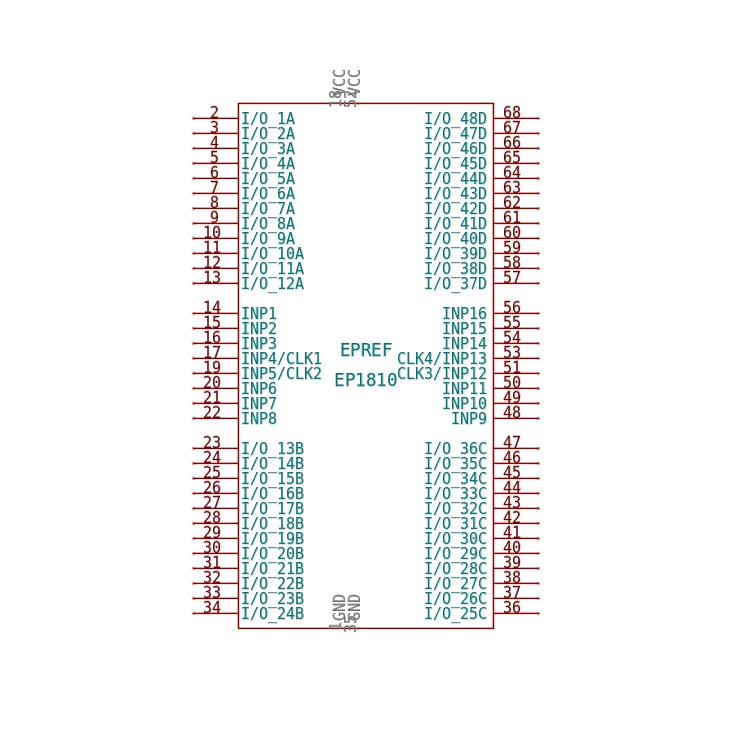 18 VCC
52 VCC
2 I/O_1A
3 I/O_2A
4 I/O_3A
5 I/O_4A
6 I/O_5A
7 I/O_6A
8 I/O_7A
9 I/O_8A
10 I/O_9A
11 I/O_10A
12 I/O_11A
13 I/O_12A
14 INP1
15 INP2
16 INP3
17 INP4/CLK1
19 INP5/CLK2
20 INP6
21 INP7
22 INP8
23 I/O_13B
24 I/O_14B
25 I/O_15B
26 I/O_16B
27 I/O_17B
28 I/O_18B
29 I/O_19B
30 I/O_20B
31 I/O_21B
32 I/O_22B
33 I/O_23B
34 I/O_24B
EPREF
EP1810
1 GND
35 GND
I/O_48D 68
I/O_47D 67
I/O_46D 66
I/O_45D 65
I/O_44D 64
I/O_43D 63
I/O_42D 62
I/O_41D 61
I/O_40D 60
I/O_39D 59
I/O_38D 58
I/O_37D 57
INP16 56
INP15 55
INP14 54
CLK4/INP13 53
CLK3/INP12 51
INP11 50
INP10 49
INP9 48
I/O_36C 47
I/O_35C 46
I/O_34C 45
I/O_33C 44
I/O_32C 43
I/O_31C 42
I/O_30C 41
I/O_29C 40
I/O_28C 39
I/O_27C 38
I/O_26C 37
I/O_25C 36